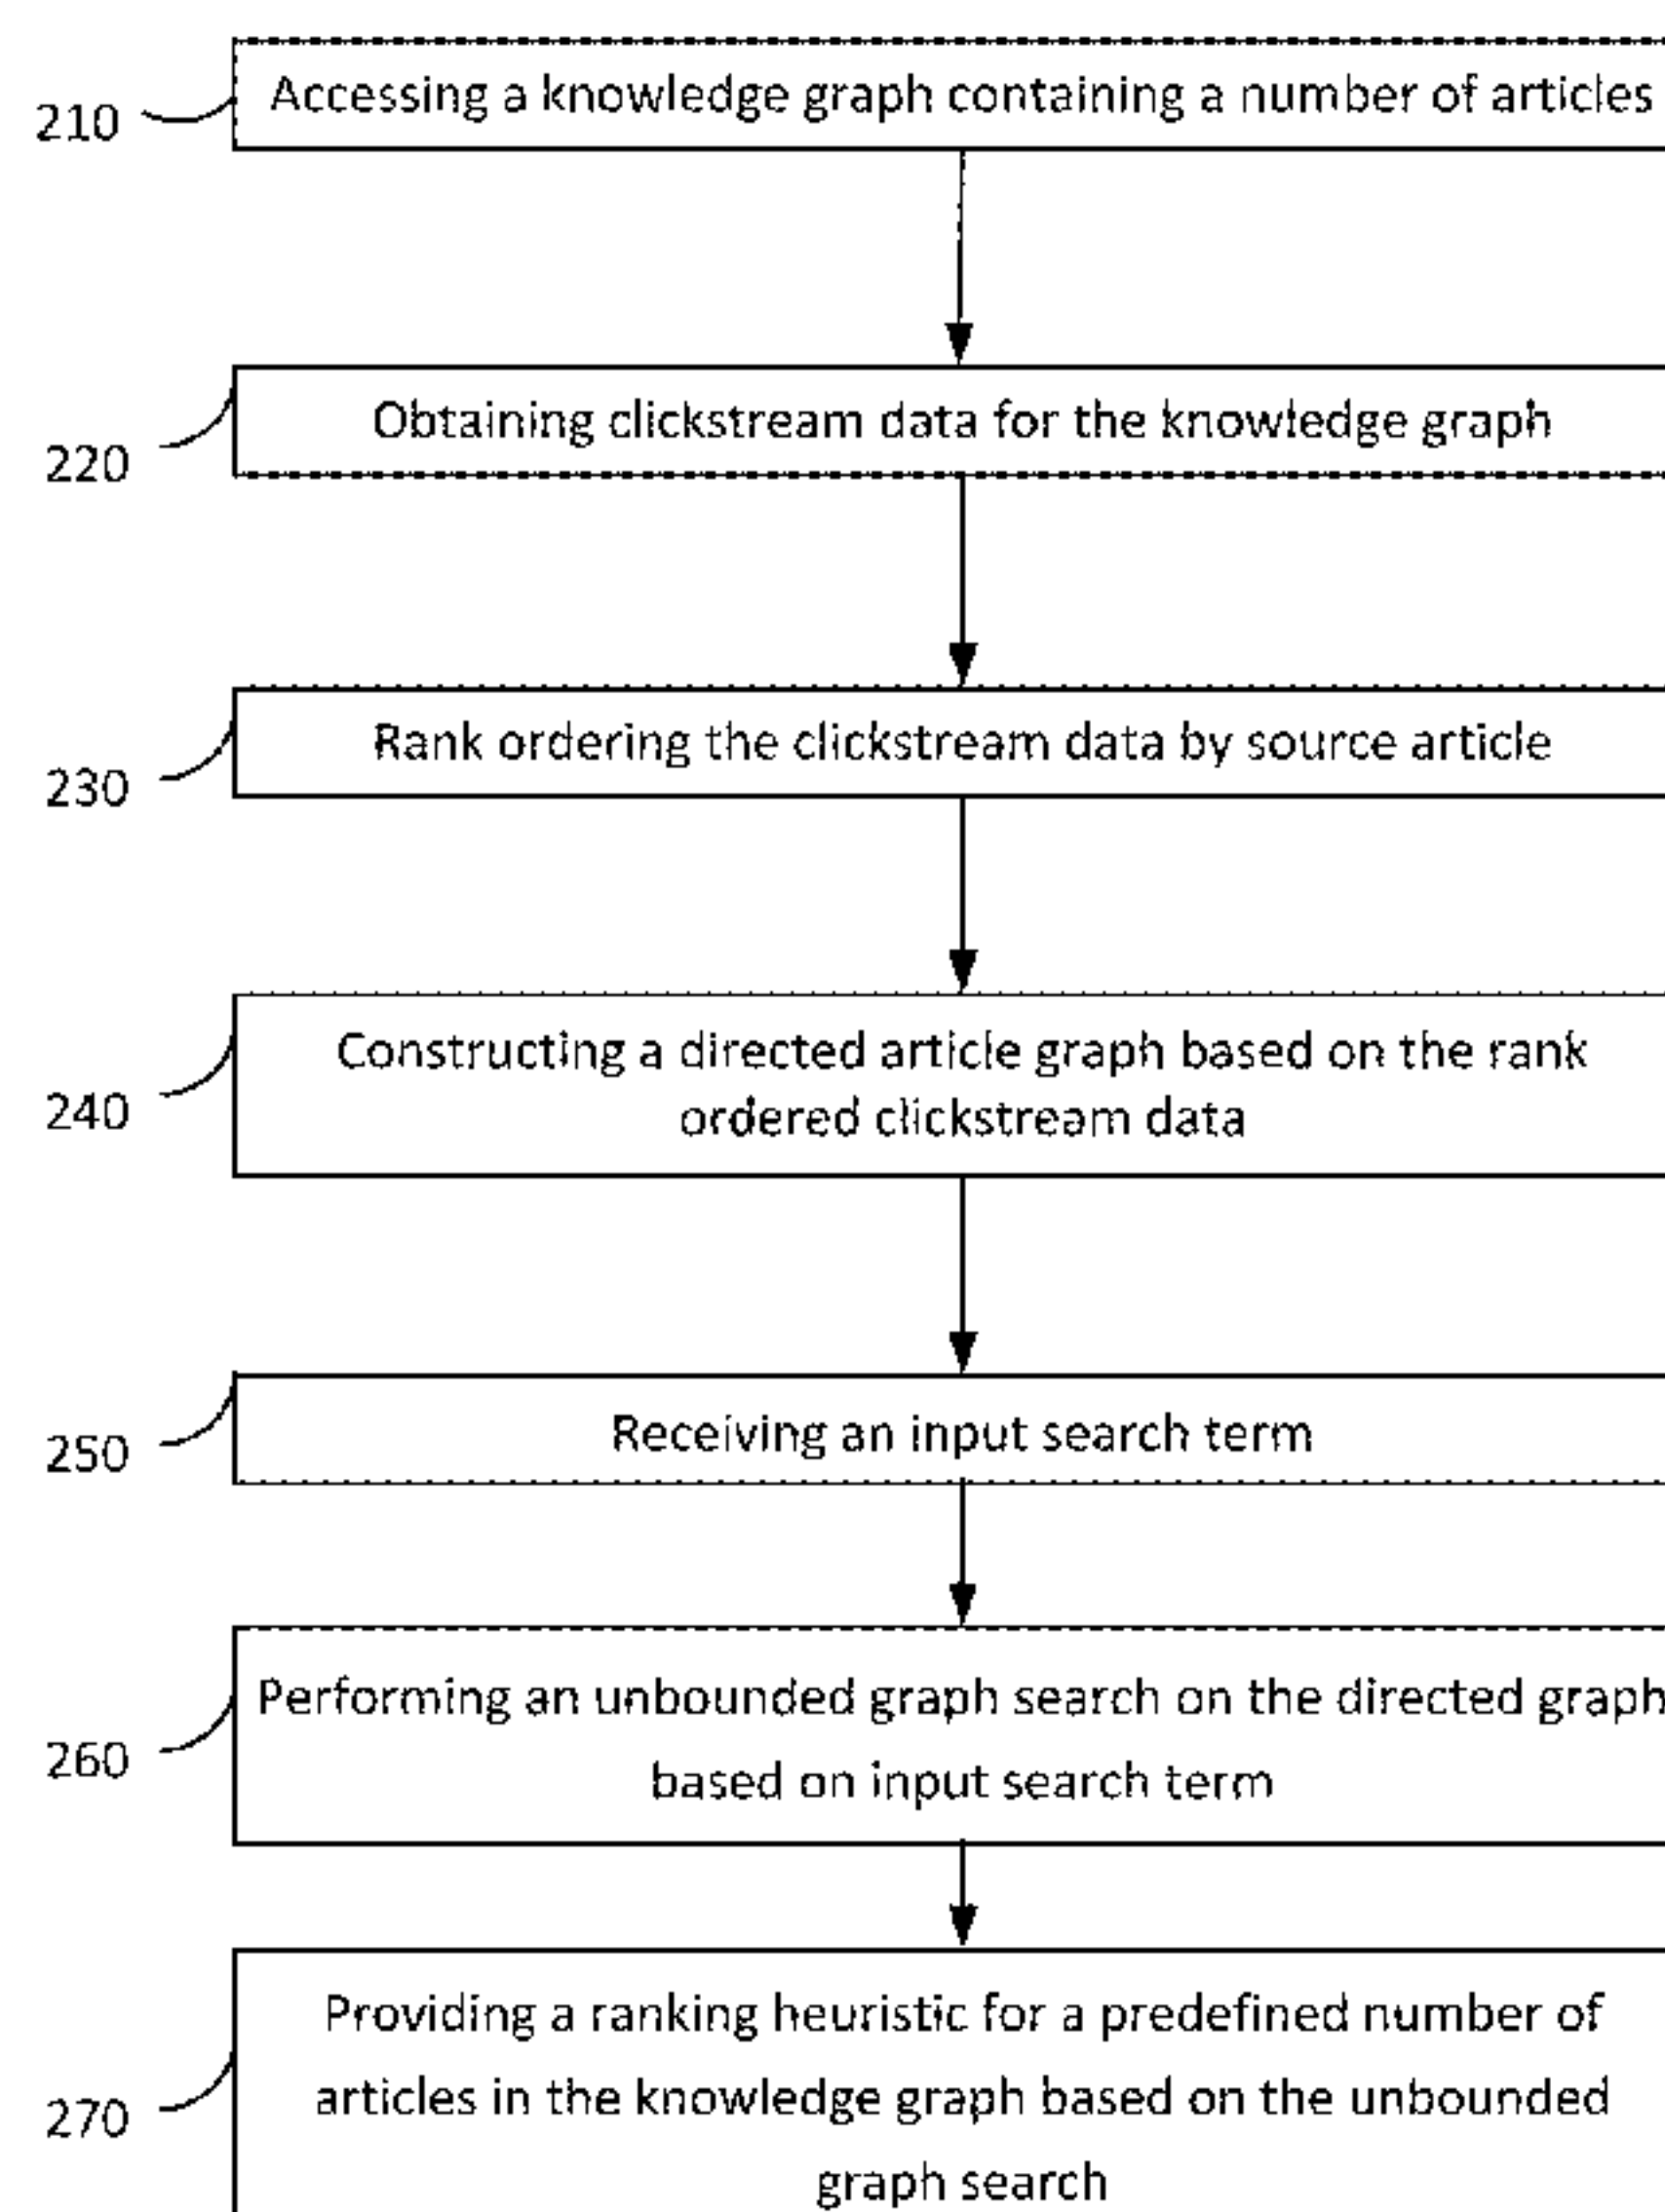 210
Accessing a knowledge graph containing a number of articles
220
Obtaining clickstream data for the knowledge graph
230
Rank ordering the clickstream data by source article
240
Constructing a directed article graph based on the rank
ordered clickstream data
250
Receiving an input search term
260
Performing an unbounded graph search on the directed graph
based on input search term
270
Providing a ranking heuristic for a predefined number of
articles in the knowledge graph based on the unbounded
graph search